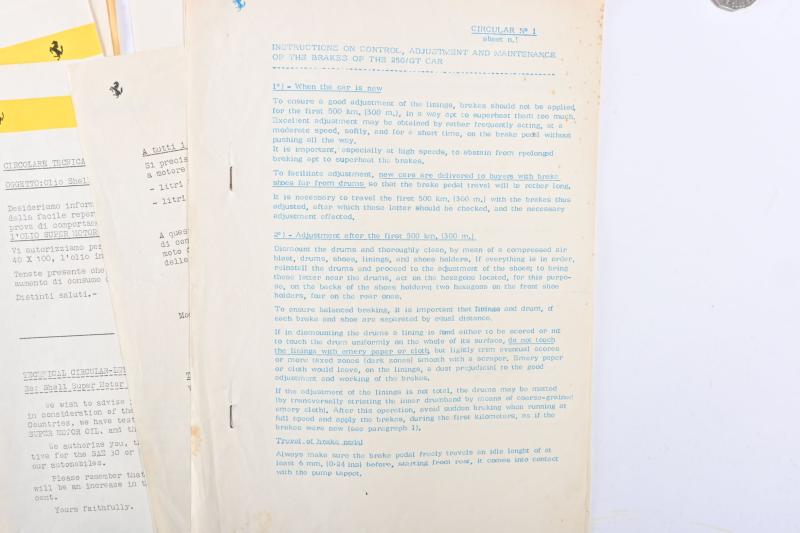 CIRCULAR Nº 1
sheet n.1
INSTRUCTIONS ON CONTROL, ADJUSTMENT AND MAINTENANCE
OF THE BRAKES OF THE 250/GT CAR
1º) - When the car is new
To ensure a good adjustment of the linings, brakes should not be applied,
for the first 500 km, (300 m.), in a way apt to superheat them too much.
Excellent adjustment may be obtained by rather frequently acting, at a
moderate speed, softly, and for a short time, on the brake pedal without
pushing all the way.
It is important, especially at high speeds, to abstain from rpolonged
braking apt to superheat the brakes.
To facilitate adjustment, new cars are delivered to buyers with brake
shoes far from drums so that the brake pedal travel will be rather long.
It is necessary to travel the first 500 km, (300 m.) with the brakes thus
adjusted, after which these latter should be checked, and the necessary
adjustment effected.
2º) - Adjustment after the first 500 km, (300 m.)
Dismount the drums and thoroughly clean, by means of a compressed air
blast, drums, shoes, linings, and shoes holders. If everything is in order,
reinstall the drums and proceed to the adjustment of the shoes; to bring
these latter near the drums, act on the hexagons located, for this purpo-
se, on the backs of the shoes holders: two hexagons on the front shoe
holders, four on the rear ones.
To ensure balanced braking, it is important that linings and drum, of
each brake and shoe are separated by equal distance.
If in dismounting the drums a lining is found either to be scored or not
to touch the drum uniformly on the whole of its surface, do not touch
the linings with emery paper or cloth, but lightly trim eventual scores
or more taxed zones (dark zones) smooth with a scraper. Emery paper
or cloth would leave, on the linings, a dust prejudicial to the good
adjustment and working of the brakes.
If the adjustment of the linings is not total, the drums may be matted
(by transversally striating the inner drumband by means of coarse-grained
emery cloth). After this operation, avoid sudden braking when running at
full speed and apply the brakes, during the first kilometers, as if the
brakes were new (see paragraph 1).
Travel of brake pedal
Always make sure the brake pedal freely travels an idle lenght of at
least 6 mm, (0-24 ins) before, starting from rest, it comes into contact
with the pump tappet.
A tutti i
Si precis
a motore
- litri
- litri
A ques
di con
moto f
delle
Mod
CIRCOLARE TECNICA
OGGETTO:Olio Shell
Desideriamo inform
della facile reper
prova di comportam
l'OLIO SUPER MOTOR
Vi autorizziamo per
40 X 100, l'olio in
Tenete presente che
aumento di consumo d
Distinti saluti.-
TECHNICAL CIRCULAR-LET
Re: Shell Super Motor
We wish to advise
in consideration of the
Countries, we have test
SUPER MOTOR OIL, and th
We authorize you, t
tive for the SAE 30 or
our automobiles.
Please remember that
will be an increase in t
cent.
Yours faithfully.